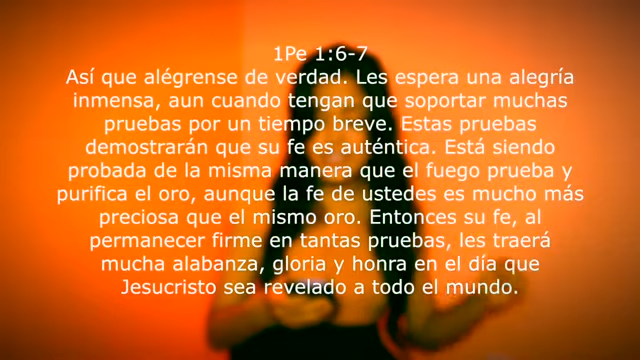 1Pe 1:6-7
Así que alégrense de verdad. Les espera una alegría
inmensa, aun cuando tengan que soportar muchas
pruebas por un tiempo breve. Estas pruebas
demostrarán que su fe es auténtica. Está siendo
probada de la misma manera que el fuego prueba y
purifica el oro, aunque la fe de ustedes es mucho más
preciosa que el mismo oro. Entonces su fe, al
permanecer firme en tantas pruebas, les traerá
mucha alabanza, gloria y honra en el día que
Jesucristo sea revelado a todo el mundo.